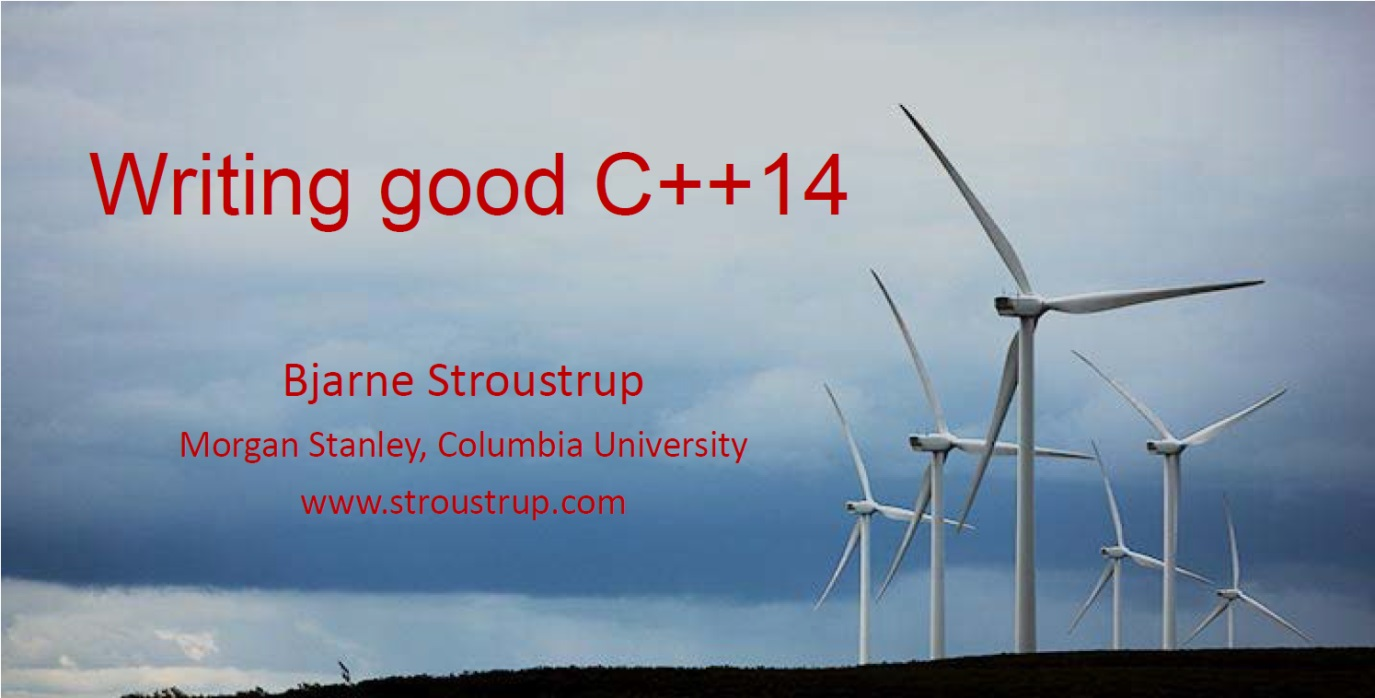 Writing good C++14
Bjarne Stroustrup
Morgan Stanley, Columbia University
www.stroustrup.com